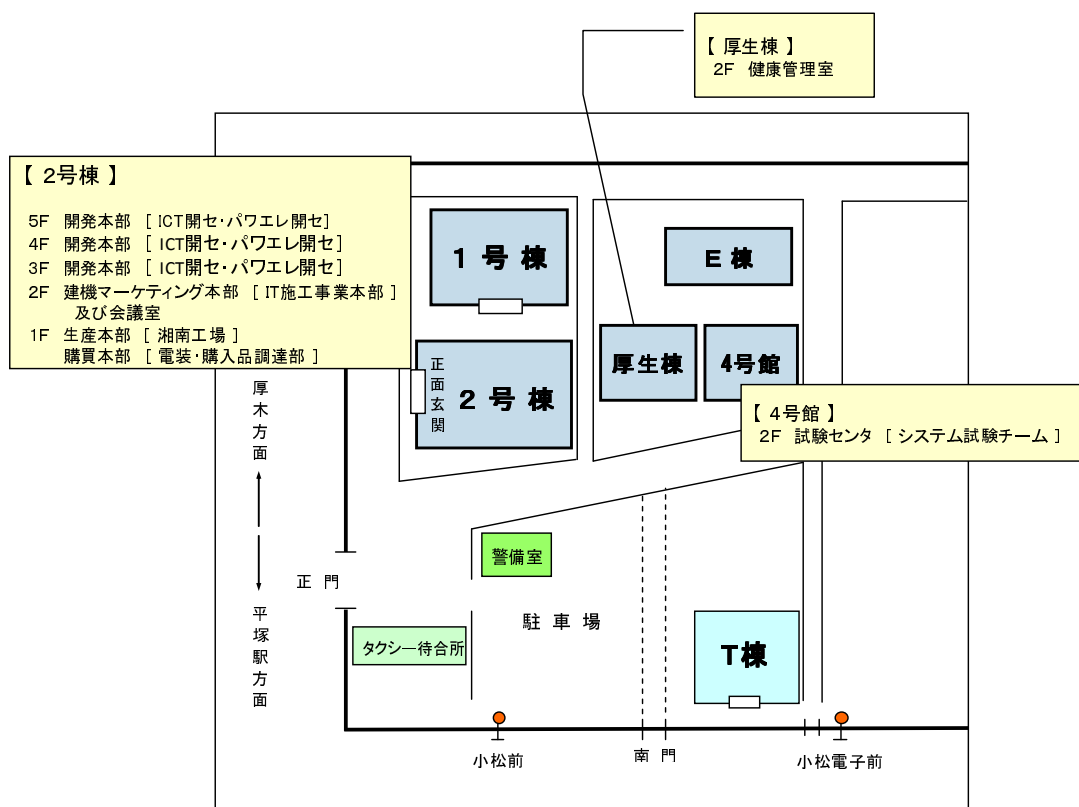 【 厚生棟 】
2F 健康管理室
【 2号棟 】
5F 開発本部 [ ICT開セ・パワエレ開セ]
4F 開発本部 [ ICT開セ・パワエレ開セ]
3F 開発本部 [ ICT開セ・パワエレ開セ]
2F 建機マーケティング本部 [ IT施工事業本部 ]
及び会議室
1F 生産本部 [ 湘南工場 ]
購買本部 [ 電装・購入品調達部 ]
1 号 棟
E 棟
厚生棟
4号館
正面玄関
2 号 棟
【 4号館 】
2F 試験センタ [ システム試験チーム ]
厚木方面
正 門
平塚駅方面
警備室
駐 車 場
タクシー待合所
T棟
小松前
南 門
小松電子前